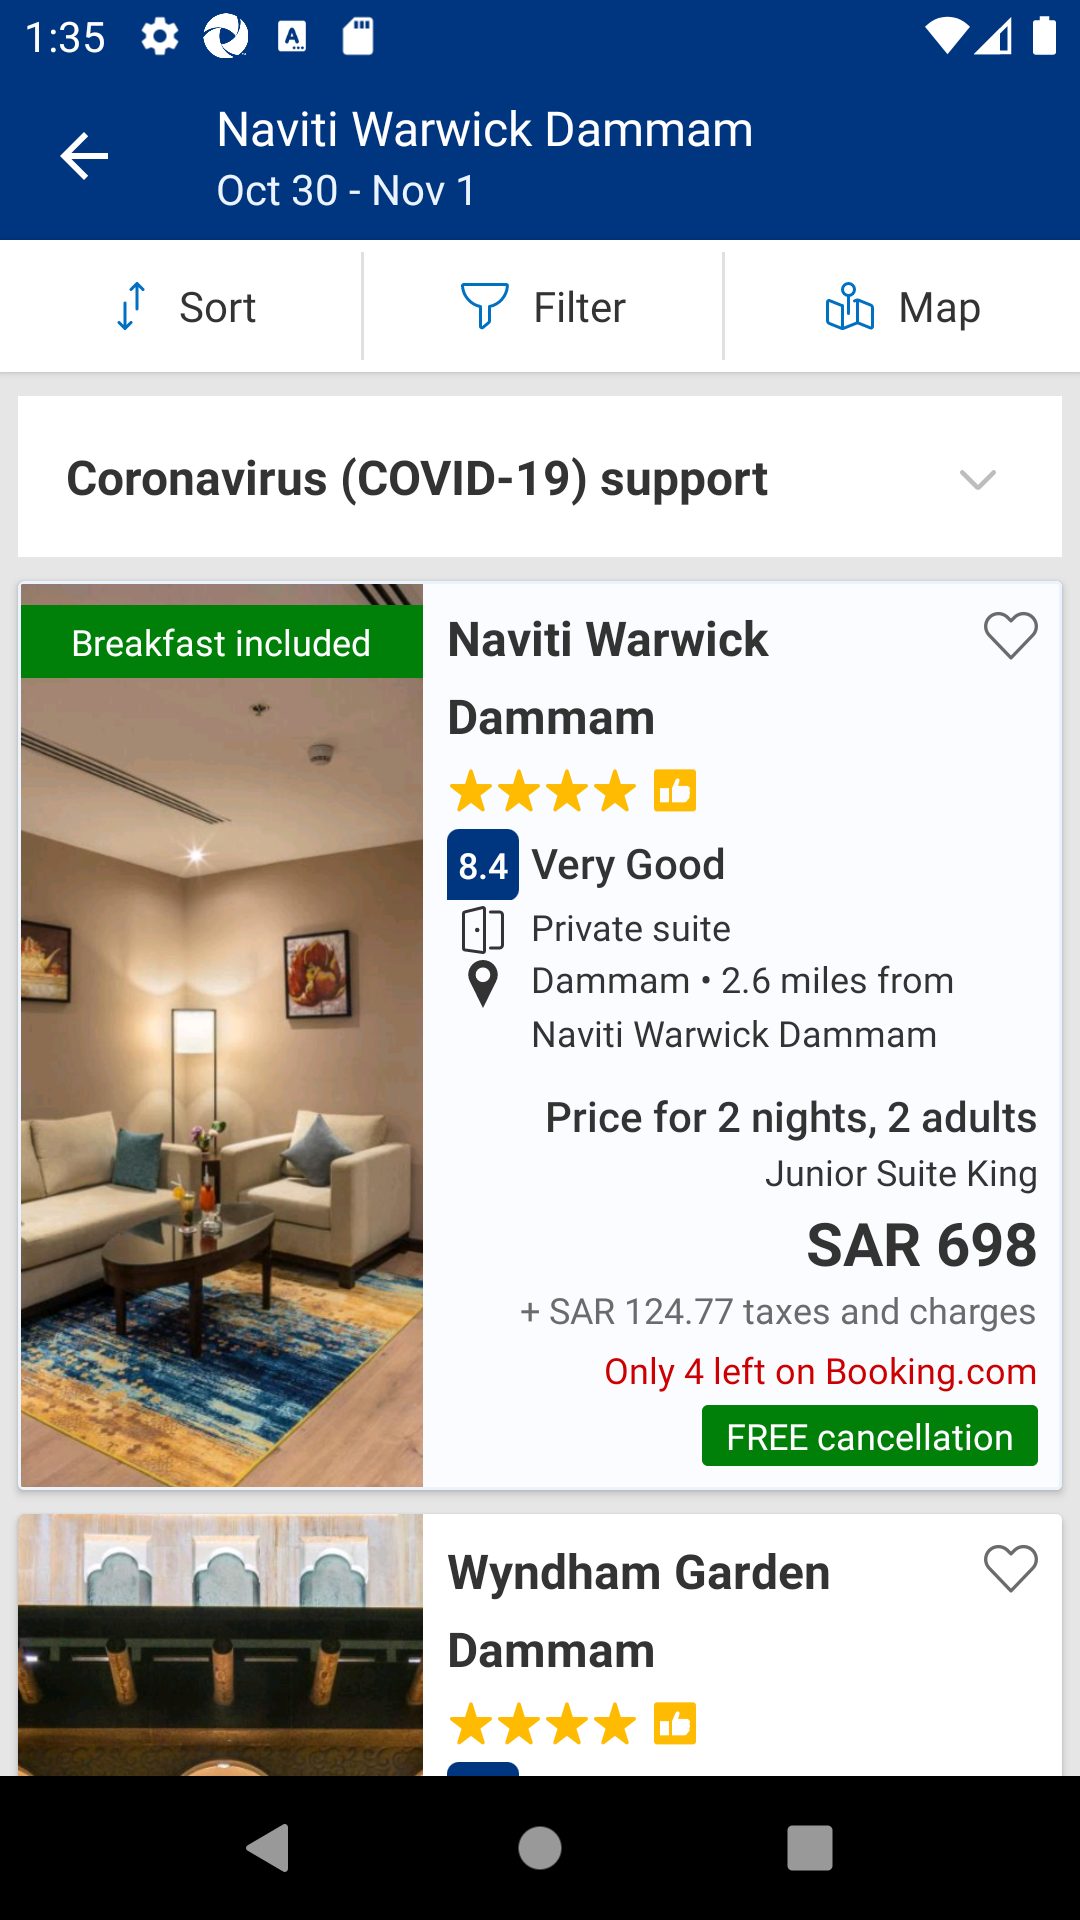 1:35
Naviti Warwick Dammam
Oct 30 - Nov 1
Sort
Filter
Map
Coronavirus (COVID-19) support
Breakfast included
Naviti Warwick
Dammam
8.4 Very Good
Private suite
Dammam • 2.6 miles from
Naviti Warwick Dammam
Price for 2 nights, 2 adults
Junior Suite King
SAR 698
+ SAR 124.77 taxes and charges
Only 4 left on Booking.com
FREE cancellation
Wyndham Garden
Dammam